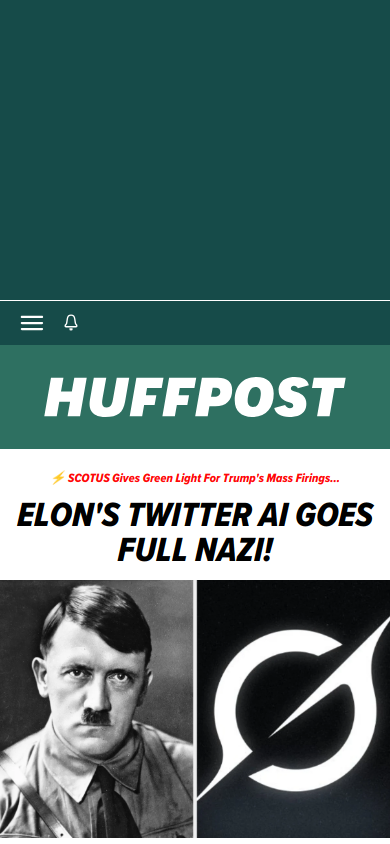 HUFFPOST
⚡ SCOTUS Gives Green Light For Trump's Mass Firings...
ELON'S TWITTER AI GOES
FULL NAZI!